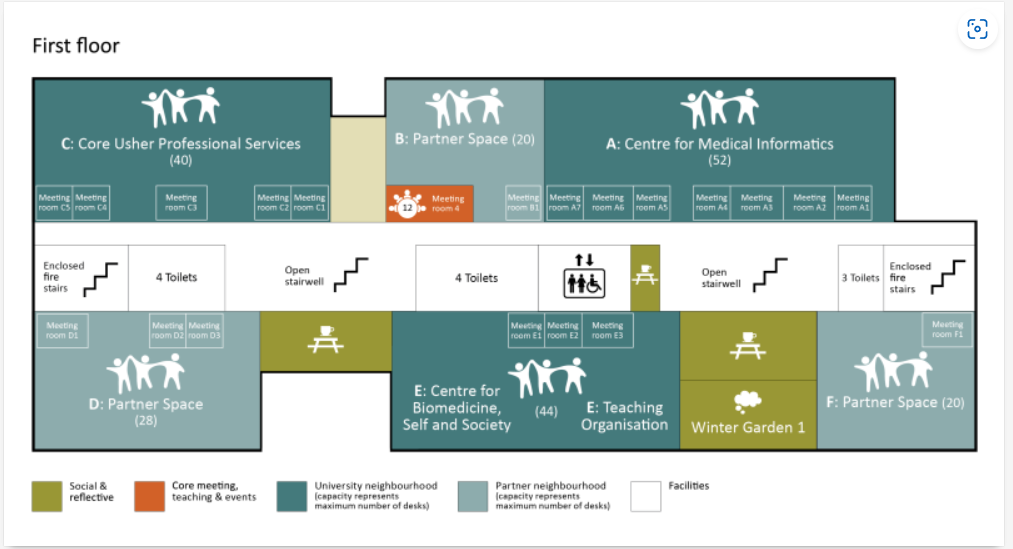 First floor
C: Core Usher Professional Services
(40)
B: Partner Space (20)
A: Centre for Medical Informatics
(52)
Meeting room C5
Meeting room C4
Meeting room C3
Meeting room C2
Meeting room C1
12
Meeting room 4
Meeting room B1
Meeting room A7
Meeting room A6
Meeting room A5
Meeting room A4
Meeting room A3
Meeting room A2
Meeting room A1
Enclosed
fire
stairs
4 Toilets
Open
stairwell
4 Toilets
Open
stairwell
3 Toilets
Enclosed
fire
stairs
Meeting room D1
Meeting room D2
Meeting room D3
D: Partner Space
(28)
Meeting room E1
Meeting room E2
Meeting room E3
E: Centre for
Biomedicine,
Self and Society
(44)
E: Teaching
Organisation
Winter Garden 1
Meeting room F1
F: Partner Space (20)
Social &
reflective
Core meeting,
teaching & events
University neighbourhood
(capacity represents
maximum number of desks)
Partner neighbourhood
(capacity represents
maximum number of desks)
Facilities